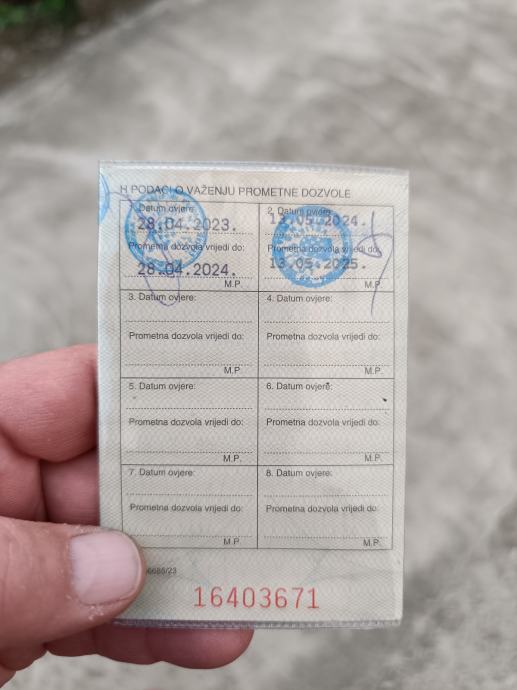 H PODACI O VAŽENJU PROMETNE DOZVOLE
Datum ovjere:
28.04.2023.
Prometna dozvola vrijedi do:
28.04.2024.
2. Datum ovjere:
13.05.2024.
Prometna dozvola vrijedi do:
13.05.2025.
M.P.
3. Datum ovjere:
Prometna dozvola vrijedi do:
M.P.
4. Datum ovjere:
Prometna dozvola vrijedi do:
M.P.
5. Datum ovjere:
Prometna dozvola vrijedi do:
M.P.
6. Datum ovjere:
Prometna dozvola vrijedi do:
M.P.
7. Datum ovjere:
Prometna dozvola vrijedi do:
M.P.
8. Datum ovjere:
Prometna dozvola vrijedi do:
M.P.
16403671